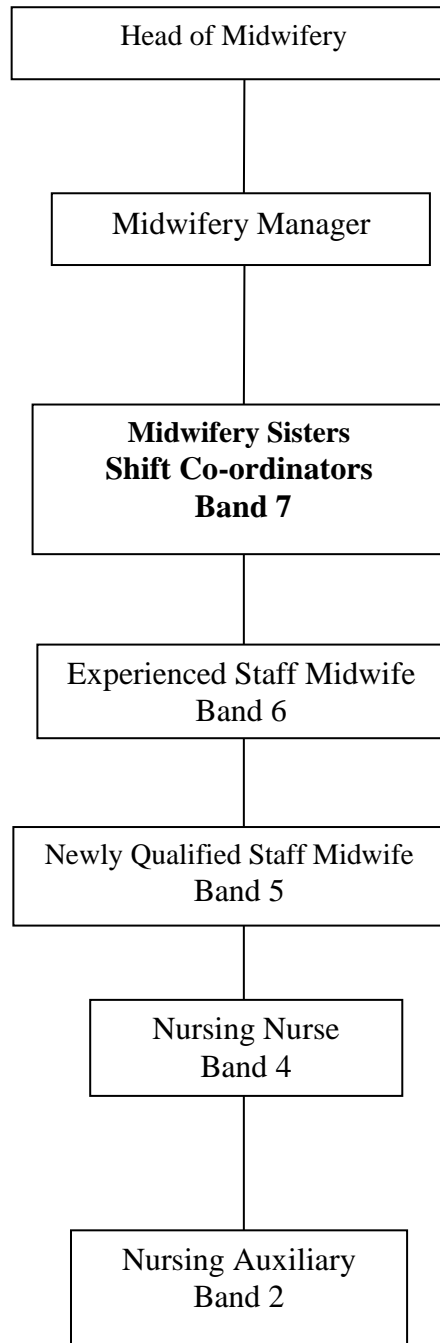 Head of Midwifery
Midwifery Manager
Midwifery Sisters
Shift Co-ordinators
Band 7
Experienced Staff Midwife
Band 6
Newly Qualified Staff Midwife
Band 5
Nursing Nurse
Band 4
Nursing Auxiliary
Band 2